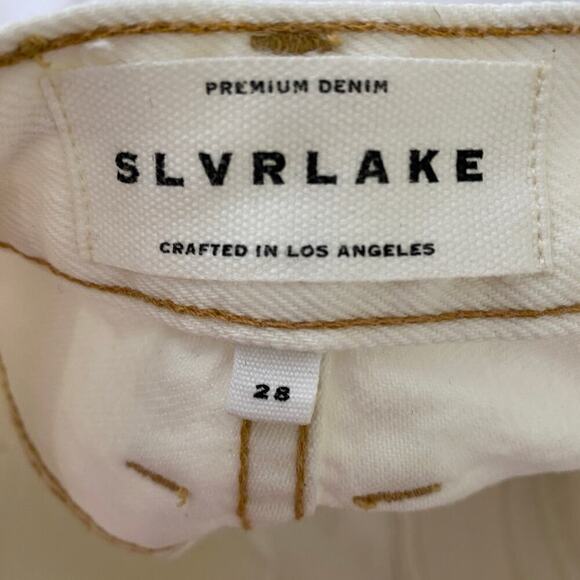 PREMIUM DENIM
SLVRLAKE
CRAFTED IN LOS ANGELES
28